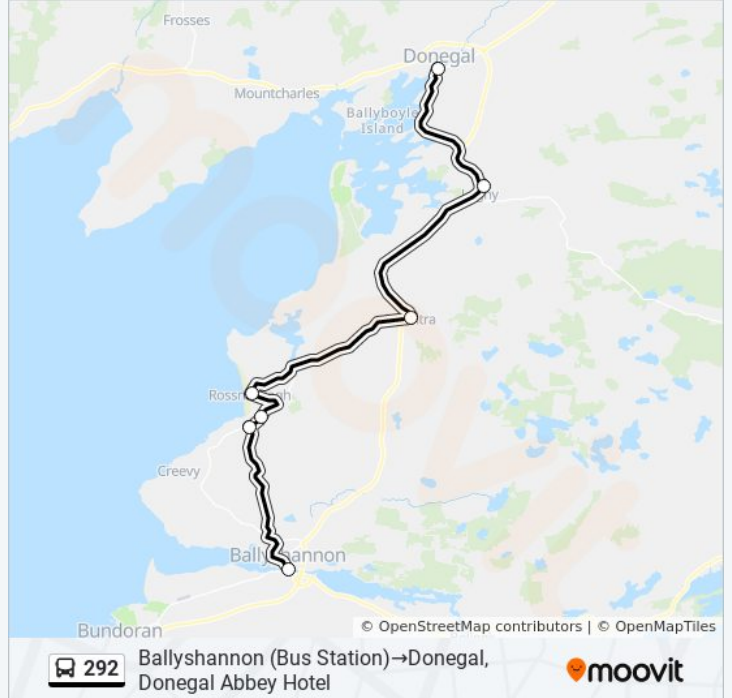 Frosses
Donegal
Mountcharles
Ballyboyle
Island
Creevy
Bundoran
© OpenStreetMap contributors | © OpenMapTiles
292
Ballyshannon (Bus Station)→Donegal,
Donegal Abbey Hotel
moovit